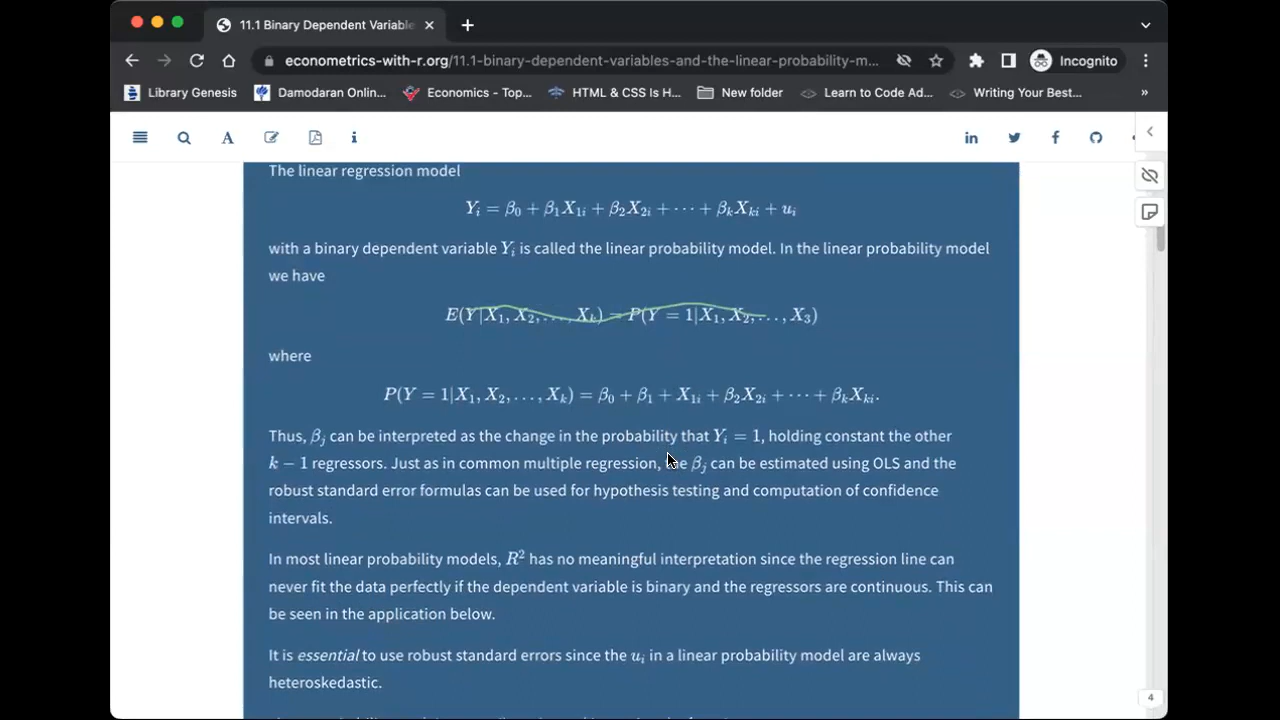 11.1 Binary Dependent Variable
econometrics-with-r.org/11.1-binary-dependent-variables-and-the-linear-probability-m...
Incognito
Library Genesis
Damodaran Onlin...
Economics - Top...
HTML & CSS Is H...
New folder
Learn to Code Ad...
Writing Your Best...
»
A
i
in
f
The linear regression model
Yᵢ = β₀ + β₁X₁ᵢ + β₂X₂ᵢ + ⋯ + βₖXₖᵢ + uᵢ
with a binary dependent variable Yᵢ is called the linear probability model. In the linear probability model
we have
E(Y|X₁, X₂, …, Xₖ) = P(Y = 1|X₁, X₂, …, X₃)
where
P(Y = 1|X₁, X₂, …, Xₖ) = β₀ + β₁ + X₁ᵢ + β₂X₂ᵢ + ⋯ + βₖXₖᵢ.
Thus, βⱼ can be interpreted as the change in the probability that Yᵢ = 1, holding constant the other
k − 1 regressors. Just as in common multiple regression, the βⱼ can be estimated using OLS and the
robust standard error formulas can be used for hypothesis testing and computation of confidence
intervals.
In most linear probability models, R² has no meaningful interpretation since the regression line can
never fit the data perfectly if the dependent variable is binary and the regressors are continuous. This can
be seen in the application below.
It is essential to use robust standard errors since the uᵢ in a linear probability model are always
heteroskedastic.
4